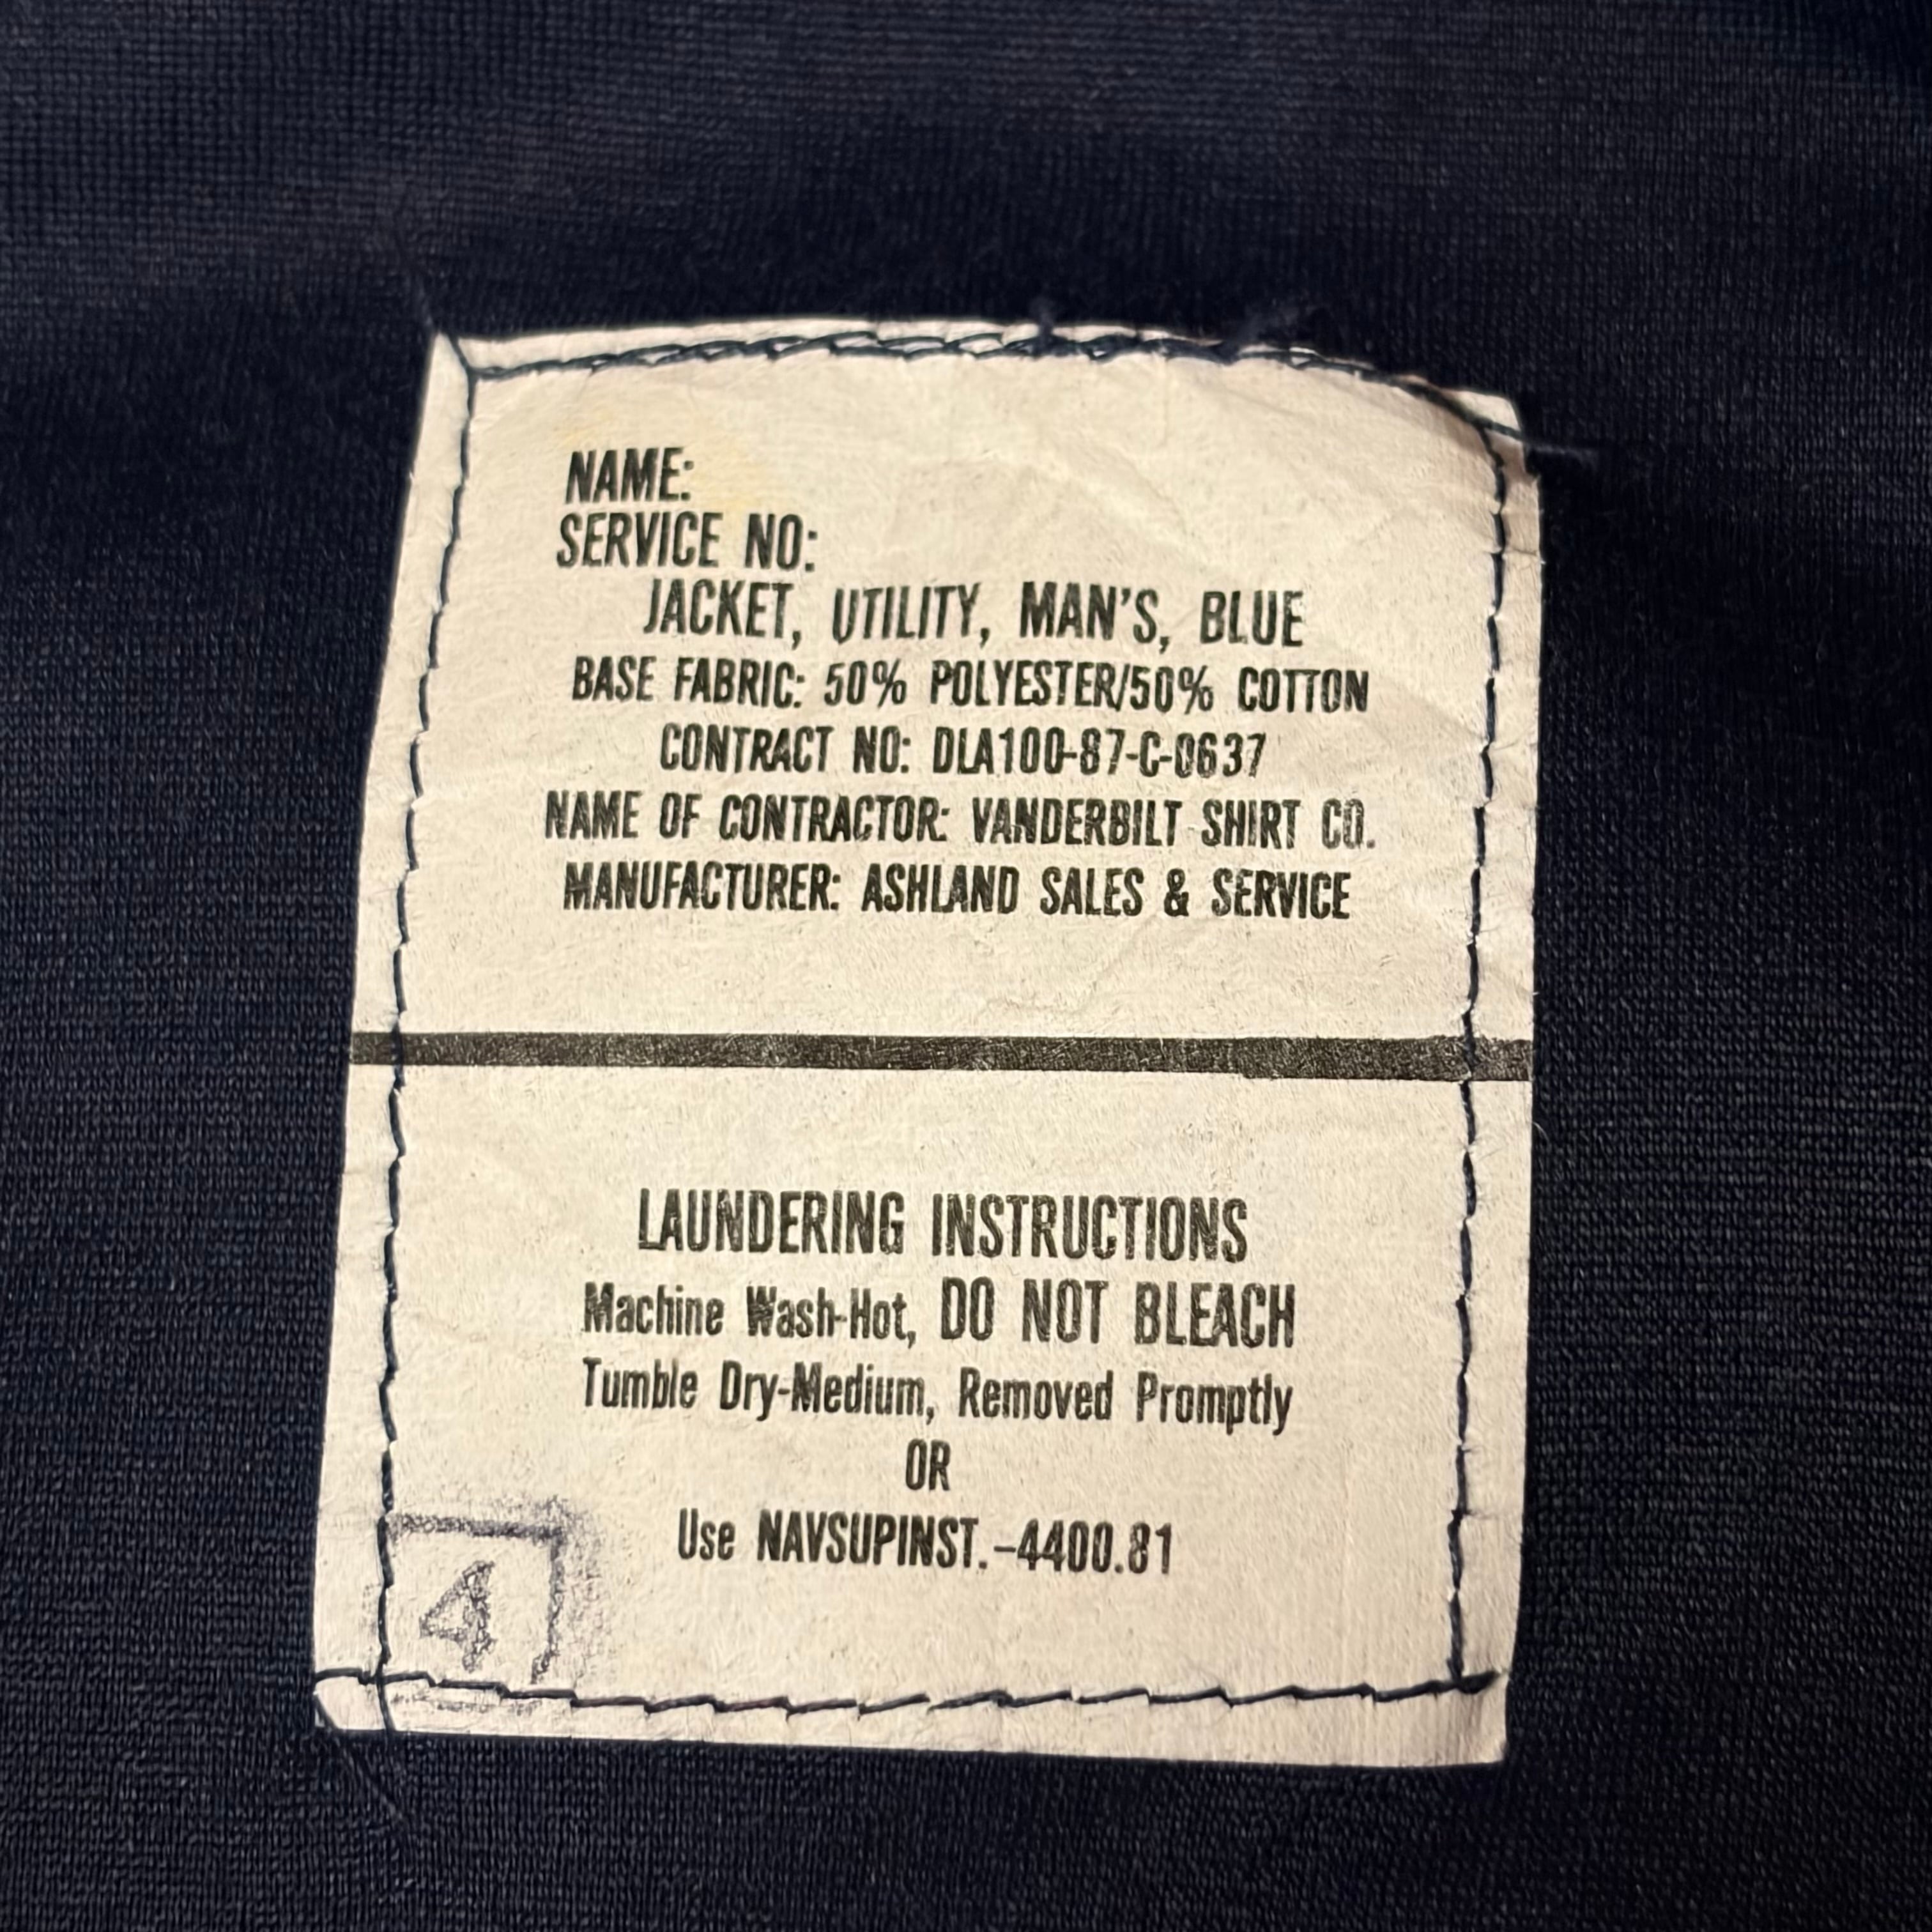 NAME:
SERVICE NO:
JACKET, UTILITY, MAN'S, BLUE
BASE FABRIC: 50% POLYESTER/50% COTTON
CONTRACT NO: DLA100-87-C-0637
NAME OF CONTRACTOR: VANDERBILT SHIRT CO.
MANUFACTURER: ASHLAND SALES & SERVICE
LAUNDERING INSTRUCTIONS
Machine Wash-Hot, DO NOT BLEACH
Tumble Dry-Medium, Removed Promptly
OR
Use NAVSUPINST.-4400.81
4